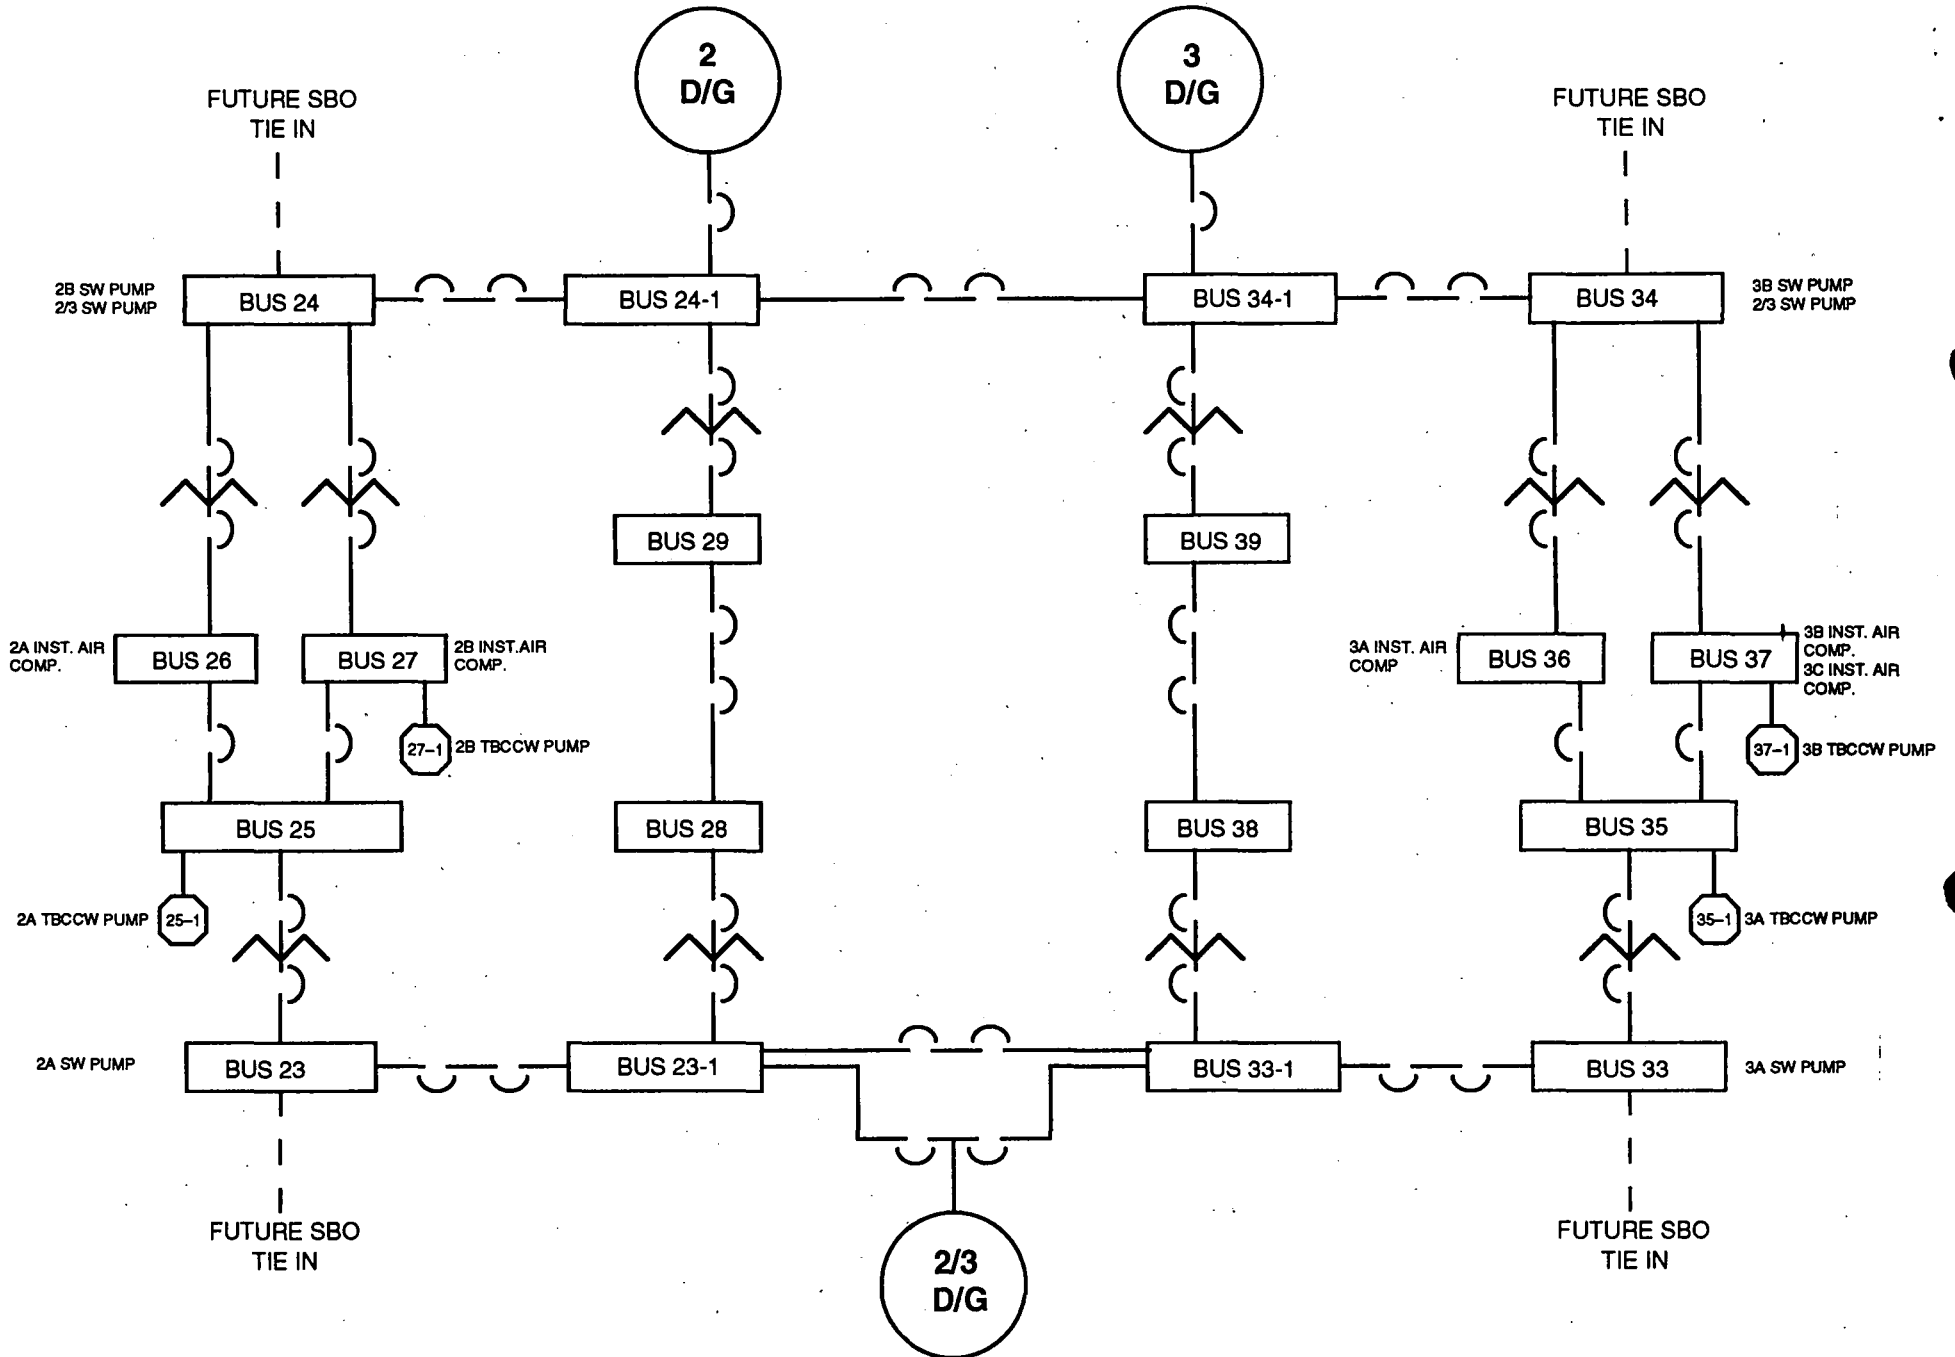 2
D/G
3
D/G
FUTURE SBO
TIE IN
FUTURE SBO
TIE IN
2B SW PUMP
2/3 SW PUMP
BUS 24
BUS 24-1
BUS 34-1
BUS 34
3B SW PUMP
2/3 SW PUMP
BUS 29
BUS 39
2A INST. AIR
COMP.
BUS 26
BUS 27
2B INST.AIR
COMP.
3A INST. AIR
COMP
BUS 36
BUS 37
3B INST. AIR
COMP.
3C INST. AIR
COMP.
27–1
2B TBCCW PUMP
37–1
3B TBCCW PUMP
BUS 25
BUS 28
BUS 38
BUS 35
2A TBCCW PUMP
25–1
35–1
3A TBCCW PUMP
2A SW PUMP
BUS 23
BUS 23-1
BUS 33-1
BUS 33
3A SW PUMP
FUTURE SBO
TIE IN
FUTURE SBO
TIE IN
2/3
D/G